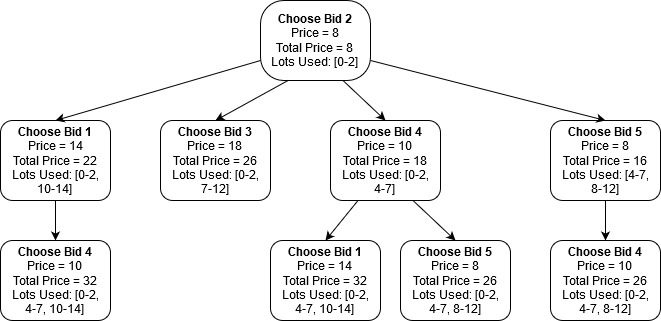 Choose Bid 2
Price = 8
Total Price = 8
Lots Used: [0-2]
Choose Bid 1
Price = 14
Total Price = 22
Lots Used: [0-2,
10-14]
Choose Bid 3
Price = 18
Total Price = 26
Lots Used: [0-2,
7-12]
Choose Bid 4
Price = 10
Total Price = 18
Lots Used: [0-2,
4-7]
Choose Bid 5
Price = 8
Total Price = 16
Lots Used: [4-7,
8-12]
Choose Bid 4
Price = 10
Total Price = 32
Lots Used: [0-2,
4-7, 10-14]
Choose Bid 1
Price = 14
Total Price = 32
Lots Used: [0-2,
4-7, 10-14]
Choose Bid 5
Price = 8
Total Price = 26
Lots Used: [0-2,
4-7, 8-12]
Choose Bid 4
Price = 10
Total Price = 26
Lots Used: [0-2,
4-7, 8-12]